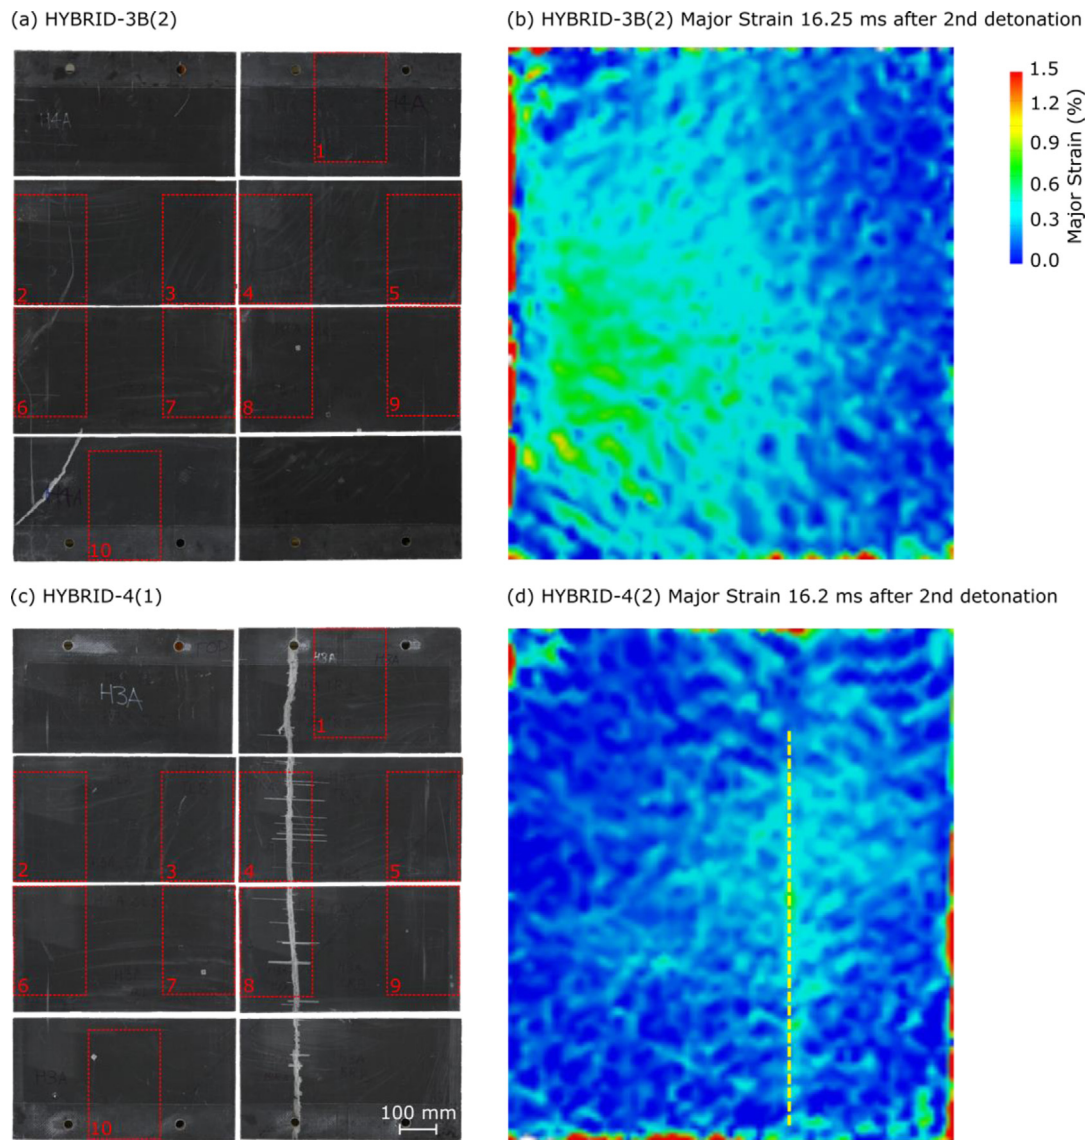 (a) HYBRID-3B(2)
(b) HYBRID-3B(2) Major Strain 16.25 ms after 2nd detonation
H4A
H4A
1
1.5
1.2
0.9
0.6
0.3
0.0
Major Strain (%)
2
3
4
5
6
7
8
9
H4A
10
(c) HYBRID-4(1)
(d) HYBRID-4(2) Major Strain 16.2 ms after 2nd detonation
H3A
H3A
1
2
3
4
5
6
7
8
9
H3A
10
100 mm